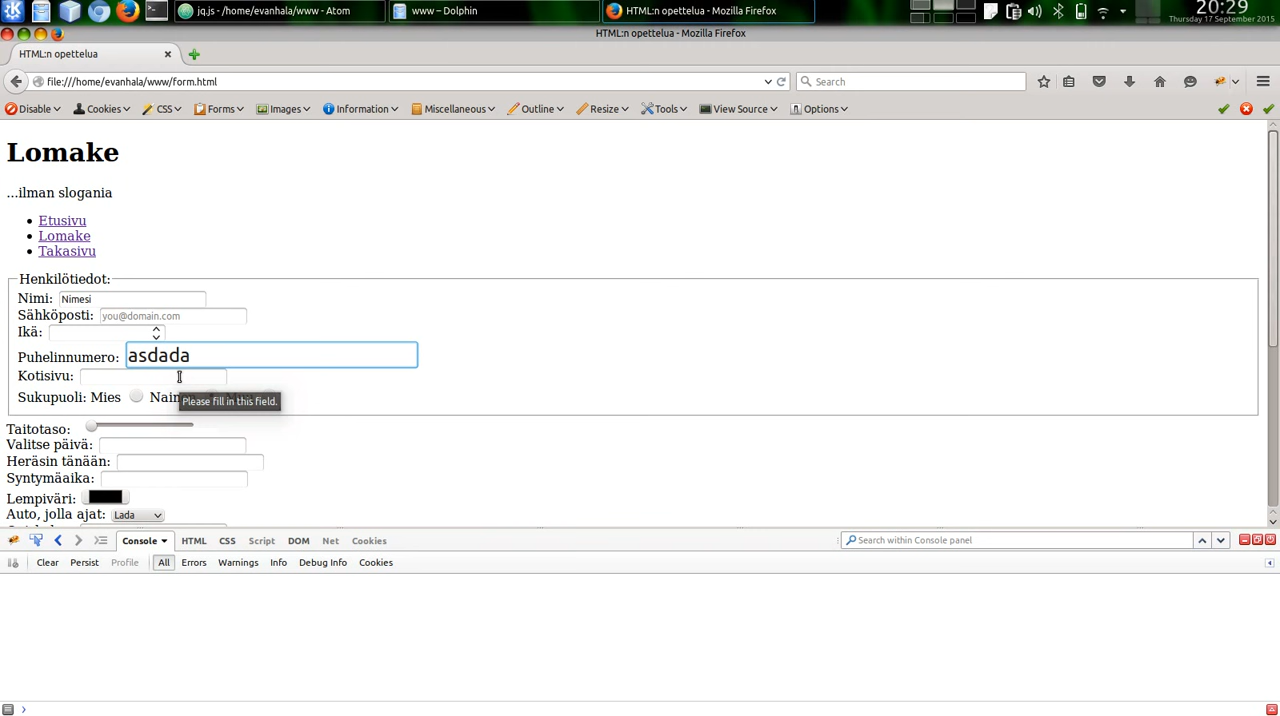 jq.js - /home/evanhala/www - Atom
www – Dolphin
HTML:n opettelua - Mozilla Firefox
20:29
Thursday 17 September 2015
HTML:n opettelua - Mozilla Firefox
HTML:n opettelua
file:///home/evanhala/www/form.html
Search
Disable Cookies CSS Forms Images Information Miscellaneous Outline Resize Tools View Source Options
Lomake
...ilman slogania
Etusivu
Lomake
Takasivu
Henkilötiedot:
Nimi: Nimesi
Sähköposti: you@domain.com
Ikä:
Puhelinnumero: asdada
Kotisivu:
Sukupuoli: Mies
Please fill in this field.
Taitotaso:
Valitse päivä:
Heräsin tänään:
Syntymäaika:
Lempiväri:
Auto, jolla ajat: Lada
Console HTML CSS Script DOM Net Cookies
Search within Console panel
Clear Persist Profile All Errors Warnings Info Debug Info Cookies